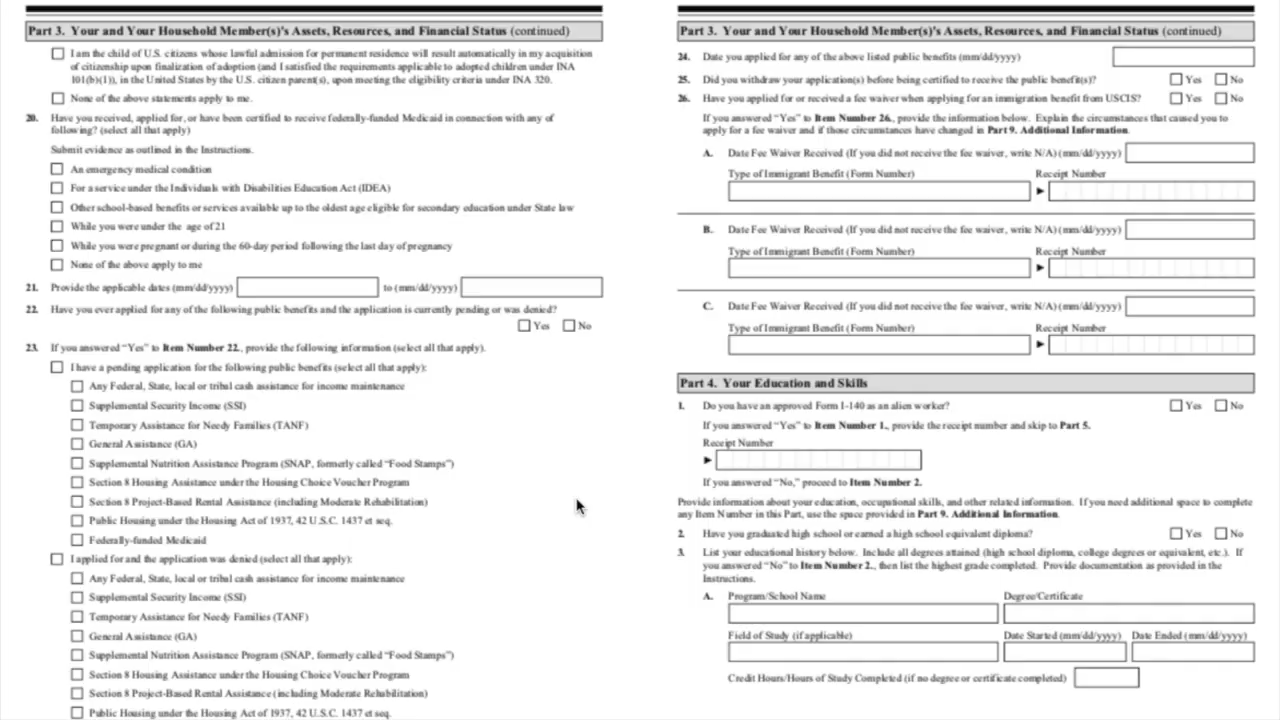 Part 3. Your and Your Household Member(s)'s Assets, Resources, and Financial Status (continued)
I am the child of U.S. citizens whose lawful admission for permanent residence will result automatically in my acquisition
of citizenship upon finalization of adoption (and I satisfied the requirements applicable to adopted children under INA
101(b)(1)), in the United States by the U.S. citizen parent(s), upon meeting the eligibility criteria under INA 320.
None of the above statements apply to me.
20. Have you received, applied for, or have been certified to receive federally-funded Medicaid in connection with any of
following? (select all that apply)
Submit evidence as outlined in the Instructions.
An emergency medical condition
For a service under the Individuals with Disabilities Education Act (IDEA)
Other school-based benefits or services available up to the oldest age eligible for secondary education under State law
While you were under the age of 21
While you were pregnant or during the 60-day period following the last day of pregnancy
None of the above apply to me
21. Provide the applicable dates (mm/dd/yyyy) to (mm/dd/yyyy)
22. Have you ever applied for any of the following public benefits and the application is currently pending or was denied?
Yes No
23. If you answered "Yes" to Item Number 22., provide the following information (select all that apply).
I have a pending application for the following public benefits (select all that apply):
Any Federal, State, local or tribal cash assistance for income maintenance
Supplemental Security Income (SSI)
Temporary Assistance for Needy Families (TANF)
General Assistance (GA)
Supplemental Nutrition Assistance Program (SNAP, formerly called "Food Stamps")
Section 8 Housing Assistance under the Housing Choice Voucher Program
Section 8 Project-Based Rental Assistance (including Moderate Rehabilitation)
Public Housing under the Housing Act of 1937, 42 U.S.C. 1437 et seq.
Federally-funded Medicaid
I applied for and the application was denied (select all that apply):
Any Federal, State, local or tribal cash assistance for income maintenance
Supplemental Security Income (SSI)
Temporary Assistance for Needy Families (TANF)
General Assistance (GA)
Supplemental Nutrition Assistance Program (SNAP, formerly called "Food Stamps")
Section 8 Housing Assistance under the Housing Choice Voucher Program
Section 8 Project-Based Rental Assistance (including Moderate Rehabilitation)
Public Housing under the Housing Act of 1937, 42 U.S.C. 1437 et seq.
Part 3. Your and Your Household Member(s)'s Assets, Resources, and Financial Status (continued)
24. Date you applied for any of the above listed public benefits (mm/dd/yyyy)
25. Did you withdraw your application(s) before being certified to receive the public benefit(s)? Yes No
26. Have you applied for or received a fee waiver when applying for an immigration benefit from USCIS? Yes No
If you answered "Yes" to Item Number 26., provide the information below. Explain the circumstances that caused you to
apply for a fee waiver and if those circumstances have changed in Part 9. Additional Information.
A. Date Fee Waiver Received (If you did not receive the fee waiver, write N/A) (mm/dd/yyyy)
Type of Immigrant Benefit (Form Number) Receipt Number
B. Date Fee Waiver Received (If you did not receive the fee waiver, write N/A) (mm/dd/yyyy)
Type of Immigrant Benefit (Form Number) Receipt Number
C. Date Fee Waiver Received (If you did not receive the fee waiver, write N/A) (mm/dd/yyyy)
Type of Immigrant Benefit (Form Number) Receipt Number
Part 4. Your Education and Skills
1. Do you have an approved Form I-140 as an alien worker? Yes No
If you answered "Yes" to Item Number 1., provide the receipt number and skip to Part 5.
Receipt Number
If you answered "No," proceed to Item Number 2.
Provide information about your education, occupational skills, and other related information. If you need additional space to complete
any Item Number in this Part, use the space provided in Part 9. Additional Information.
2. Have you graduated high school or earned a high school equivalent diploma? Yes No
3. List your educational history below. Include all degrees attained (high school diploma, college degrees or equivalent, etc.). If
you answered "No" to Item Number 2., then list the highest grade completed. Provide documentation as provided in the
Instructions.
A. Program/School Name Degree/Certificate
Field of Study (if applicable) Date Started (mm/dd/yyyy) Date Ended (mm/dd/yyyy)
Credit Hours/Hours of Study Completed (if no degree or certificate completed)